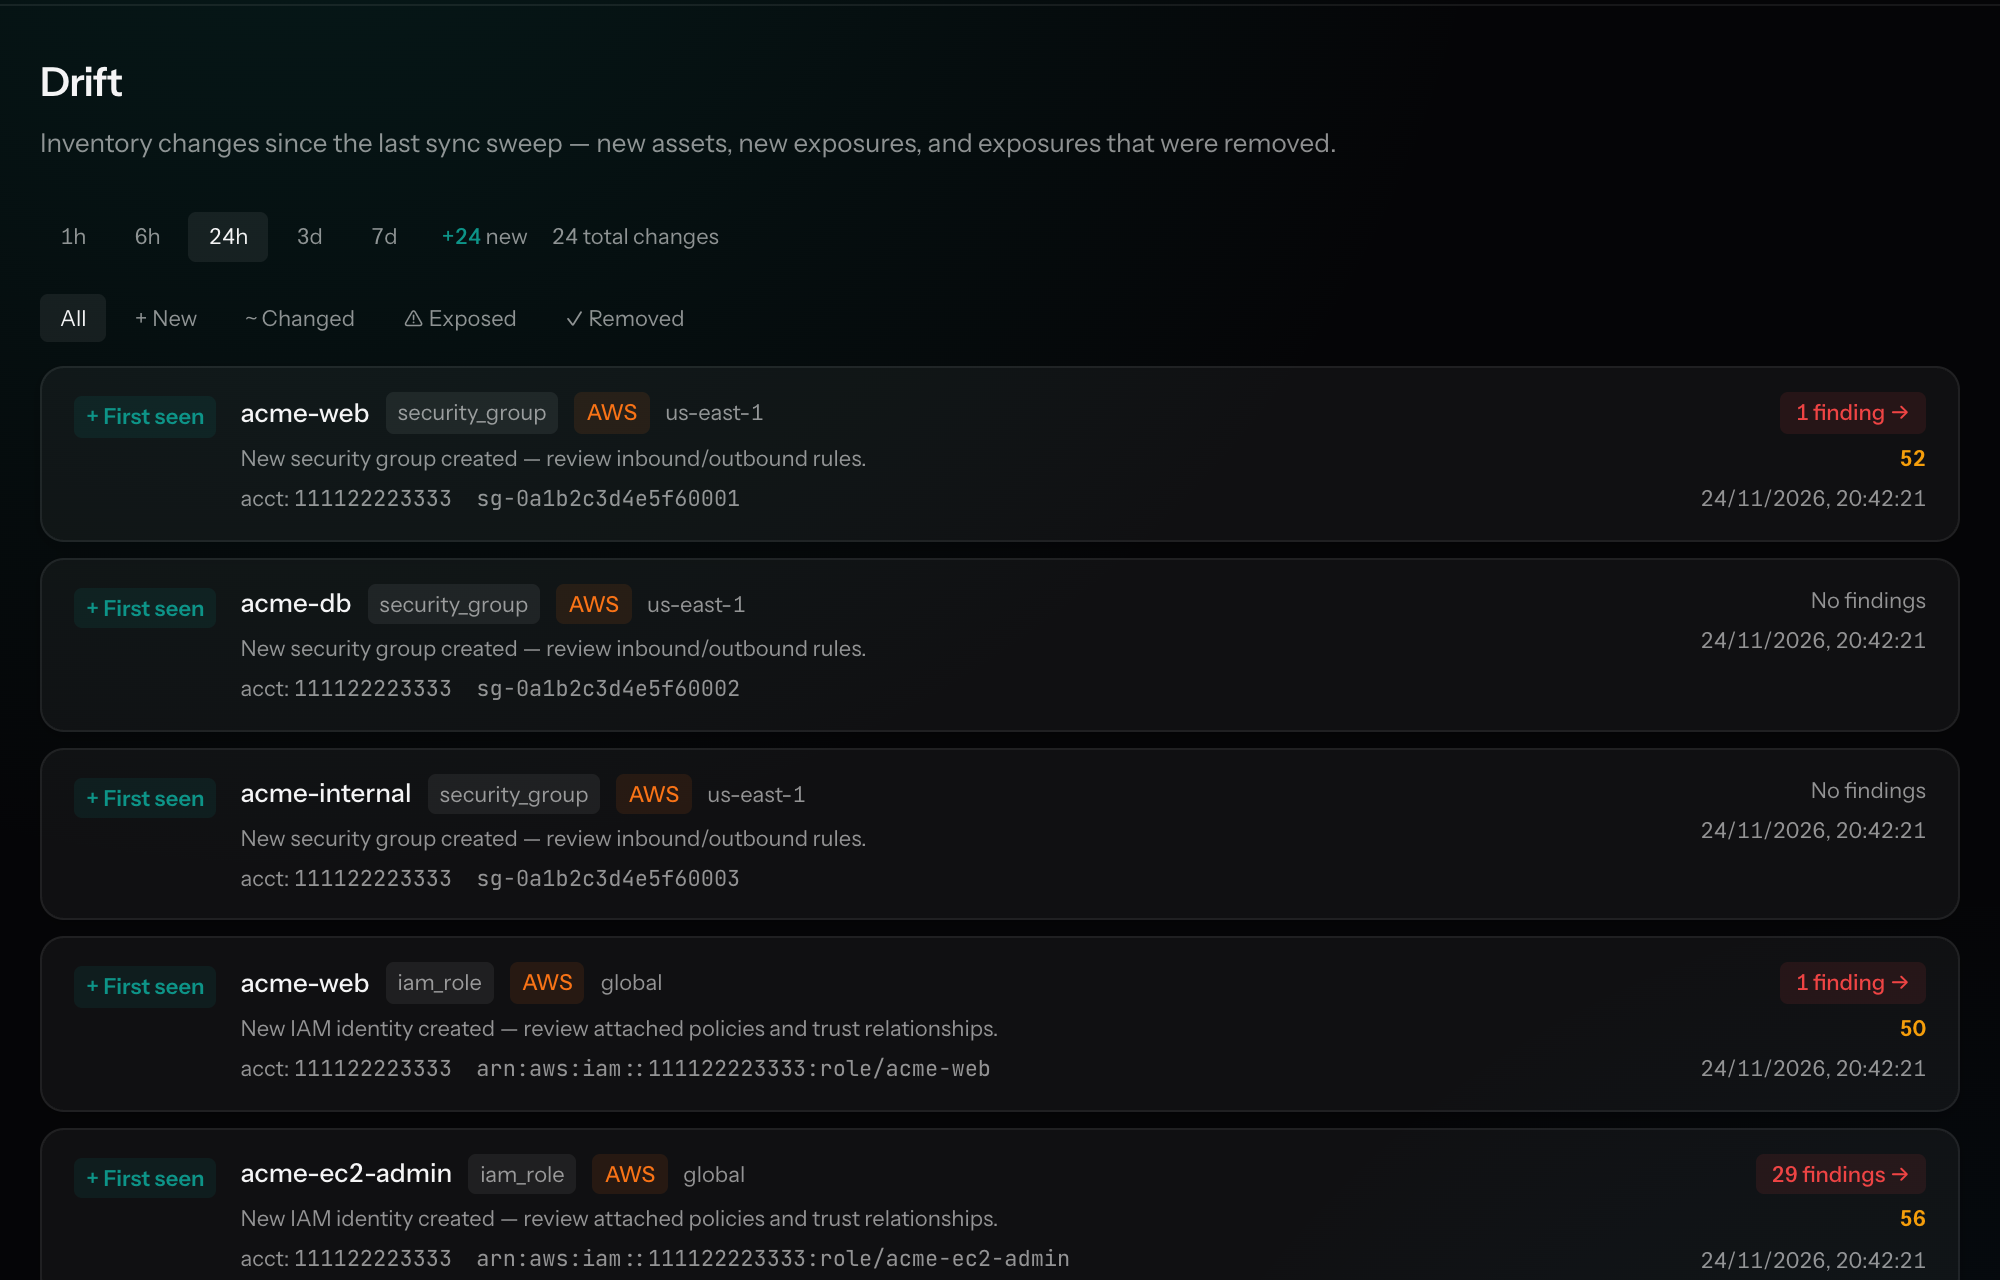 Drift
Inventory changes since the last sync sweep — new assets, new exposures, and exposures that were removed.
1h 6h 24h 3d 7d +24 new 24 total changes
All + New ~ Changed ⚠ Exposed ✓ Removed
+ First seen acme-web security_group AWS us-east-1 1 finding →
New security group created — review inbound/outbound rules. 52
acct: 111122223333 sg-0a1b2c3d4e5f60001 24/11/2026, 20:42:21
+ First seen acme-db security_group AWS us-east-1 No findings
New security group created — review inbound/outbound rules. 24/11/2026, 20:42:21
acct: 111122223333 sg-0a1b2c3d4e5f60002
+ First seen acme-internal security_group AWS us-east-1 No findings
New security group created — review inbound/outbound rules. 24/11/2026, 20:42:21
acct: 111122223333 sg-0a1b2c3d4e5f60003
+ First seen acme-web iam_role AWS global 1 finding →
New IAM identity created — review attached policies and trust relationships. 50
acct: 111122223333 arn:aws:iam::111122223333:role/acme-web 24/11/2026, 20:42:21
+ First seen acme-ec2-admin iam_role AWS global 29 findings →
New IAM identity created — review attached policies and trust relationships. 56
acct: 111122223333 arn:aws:iam::111122223333:role/acme-ec2-admin 24/11/2026, 20:42:21